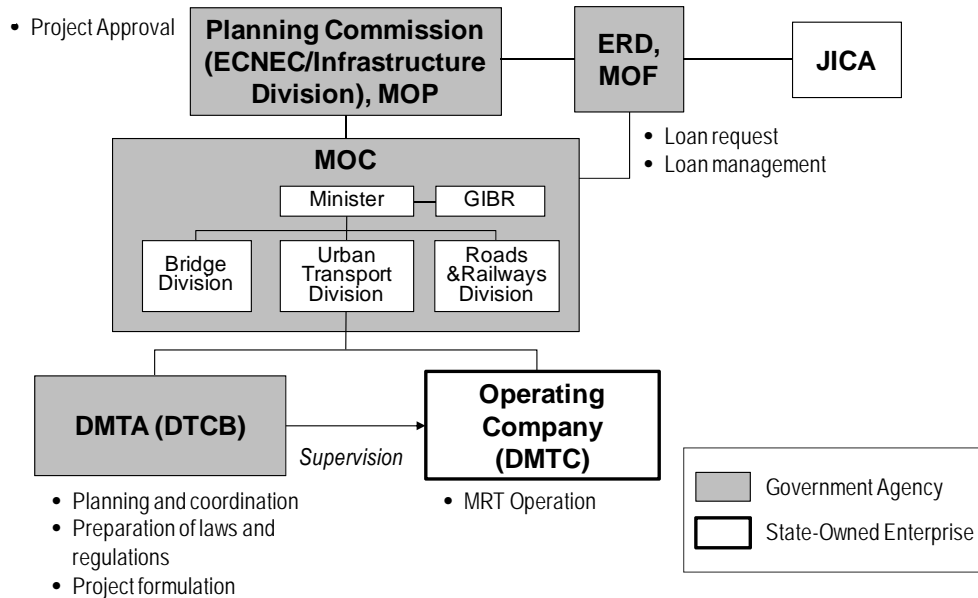 • Project Approval
Planning Commission
(ECNEC/Infrastructure
Division), MOP
ERD,
MOF
JICA
• Loan request
• Loan management
MOC
Minister
GIBR
Bridge
Division
Urban
Transport
Division
Roads
&Railways
Division
DMTA (DTCB)
Supervision
Operating
Company
(DMTC)
• Planning and coordination
• Preparation of laws and
regulations
• Project formulation
• MRT Operation
Government Agency
State-Owned Enterprise